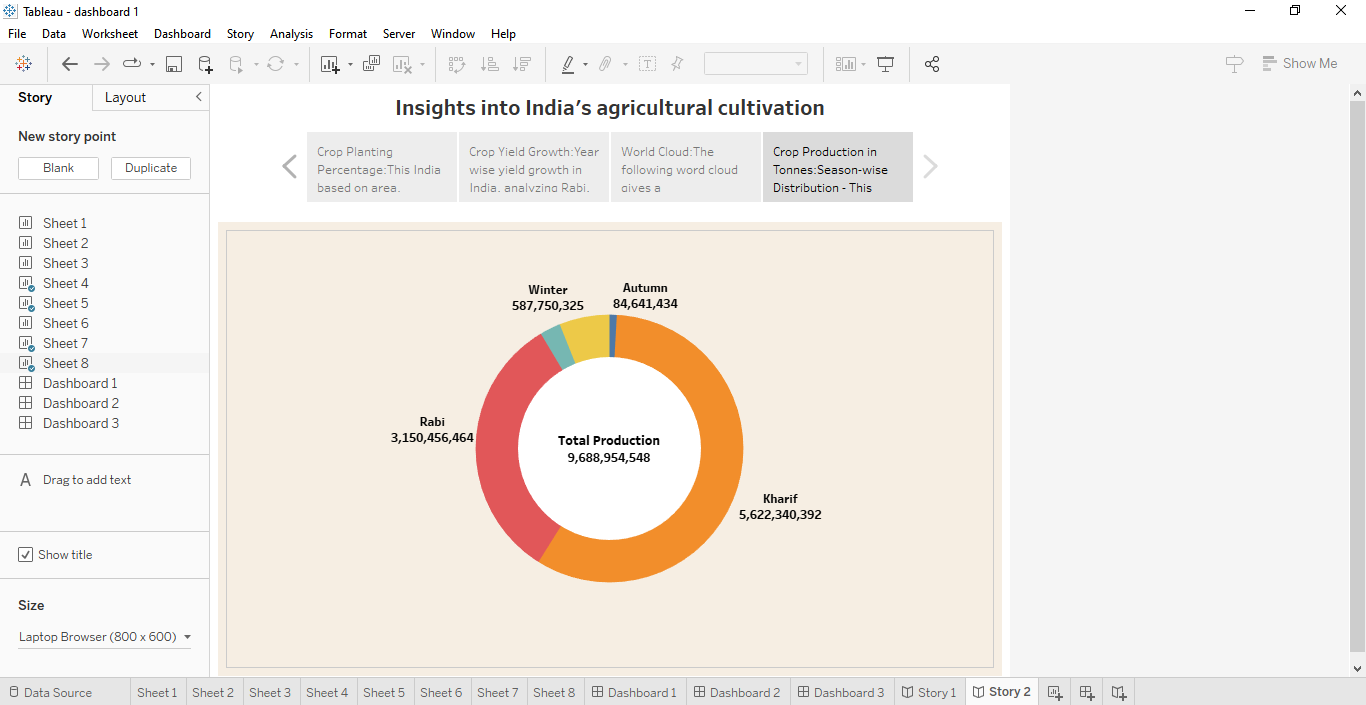 Tableau - dashboard 1
File Data Worksheet Dashboard Story Analysis Format Server Window Help
Show Me
Story Layout
New story point
Blank Duplicate
Sheet 1
Sheet 2
Sheet 3
Sheet 4
Sheet 5
Sheet 6
Sheet 7
Sheet 8
Dashboard 1
Dashboard 2
Dashboard 3
A Drag to add text
Show title
Size
Laptop Browser (800 x 600)
Insights into India's agricultural cultivation
Crop Planting
Percentage:This India
based on area,
Crop Yield Growth:Year
wise yield growth in
India, analyzing Rabi,
World Cloud:The
following word cloud
gives a
Crop Production in
Tonnes:Season-wise
Distribution - This
Winter
587,750,325
Autumn
84,641,434
Rabi
3,150,456,464
Total Production
9,688,954,548
Kharif
5,622,340,392
Data Source Sheet 1 Sheet 2 Sheet 3 Sheet 4 Sheet 5 Sheet 6 Sheet 7 Sheet 8 Dashboard 1 Dashboard 2 Dashboard 3 Story 1 Story 2